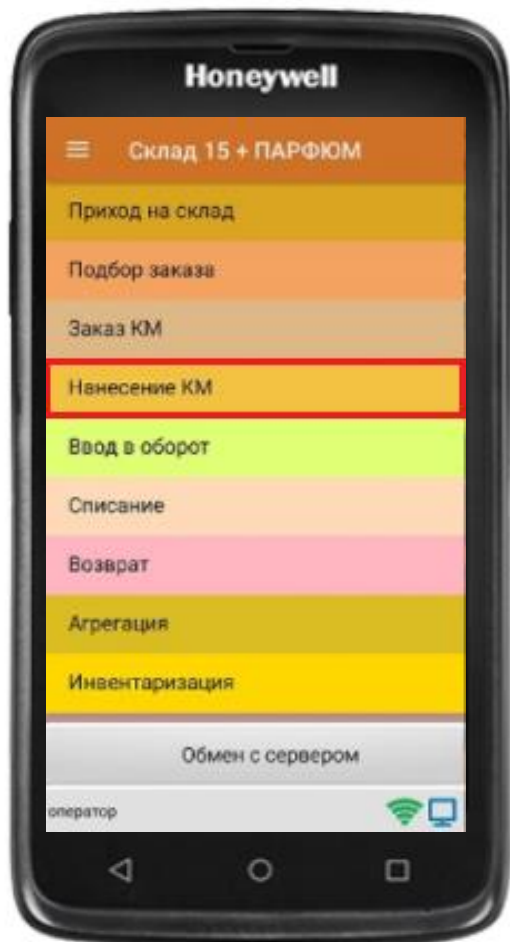 Honeywell
Склад 15 + ПАРФЮМ
Приход на склад
Подбор заказа
Заказ КМ
Нанесение КМ
Ввод в оборот
Списание
Возврат
Агрегация
Инвентаризация
Обмен с сервером
оператор